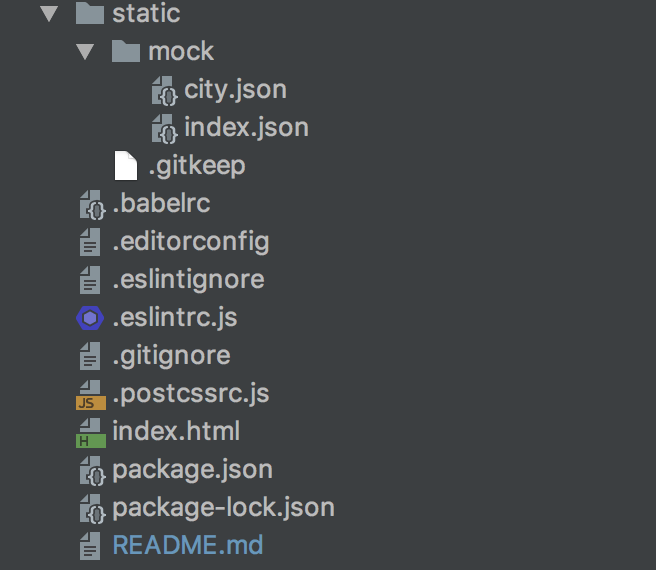 static
mock
city.json
index.json
.gitkeep
.babelrc
.editorconfig
.eslintignore
.eslintrc.js
.gitignore
JS .postcssrc.js
H index.html
package.json
package-lock.json
README.md